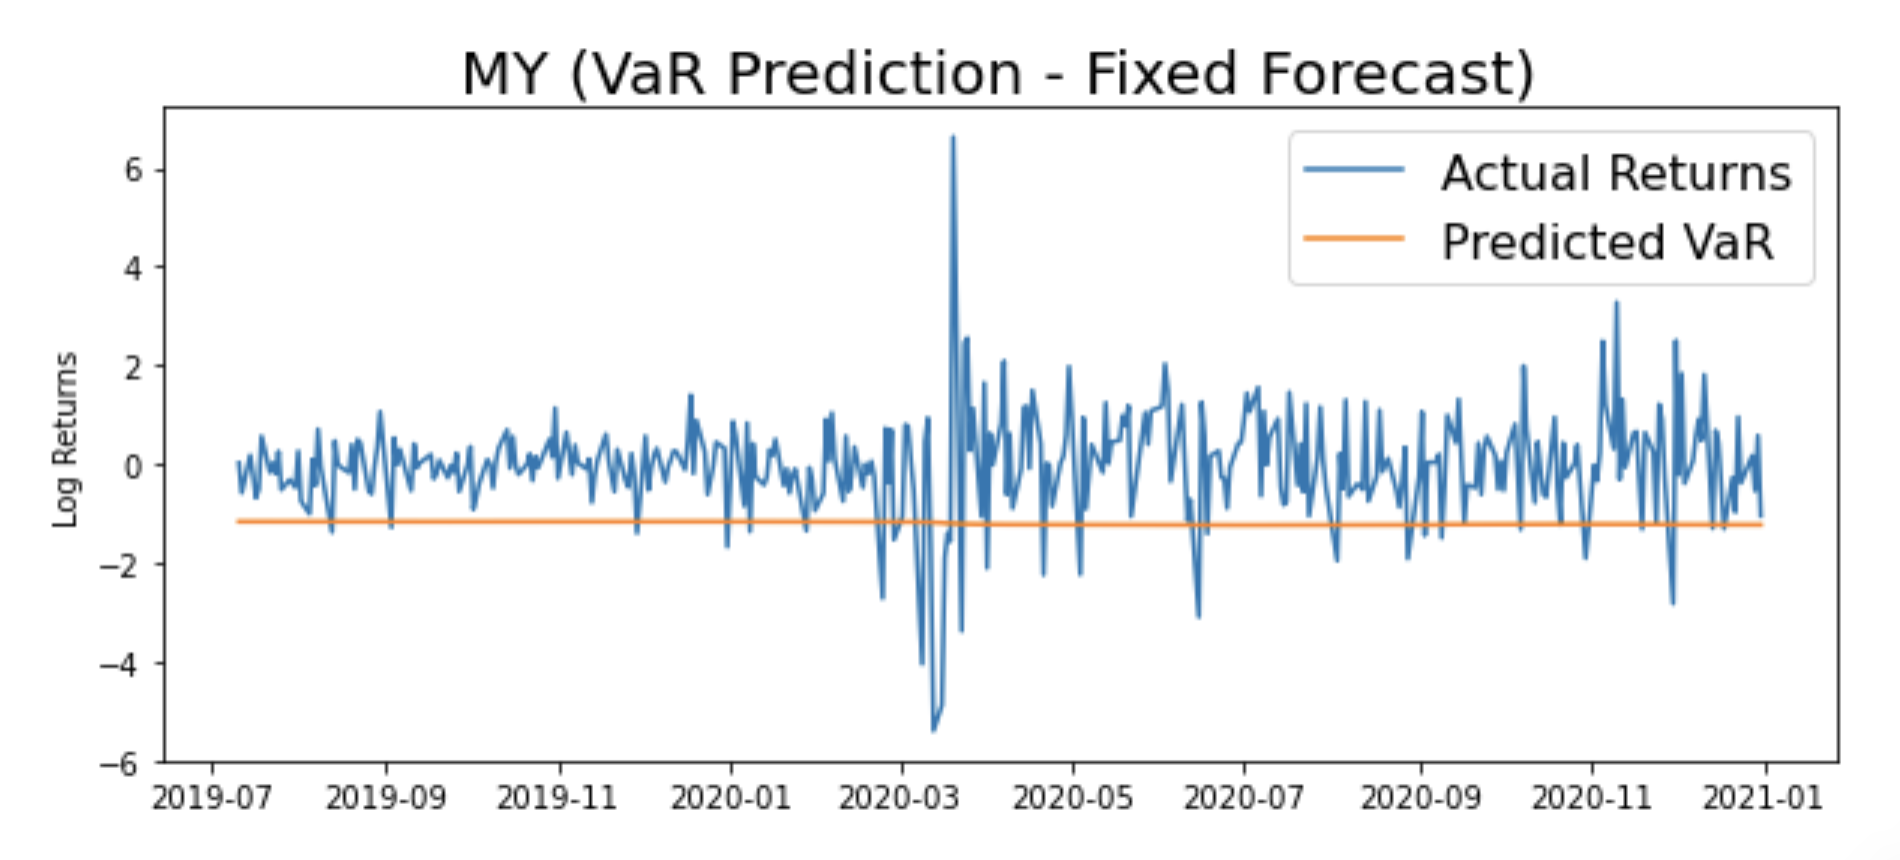 MY (VaR Prediction - Fixed Forecast)
Actual Returns
Predicted VaR
Log Returns
6
4
2
0
−2
−4
−6
2019-07 2019-09 2019-11 2020-01 2020-03 2020-05 2020-07 2020-09 2020-11 2021-01